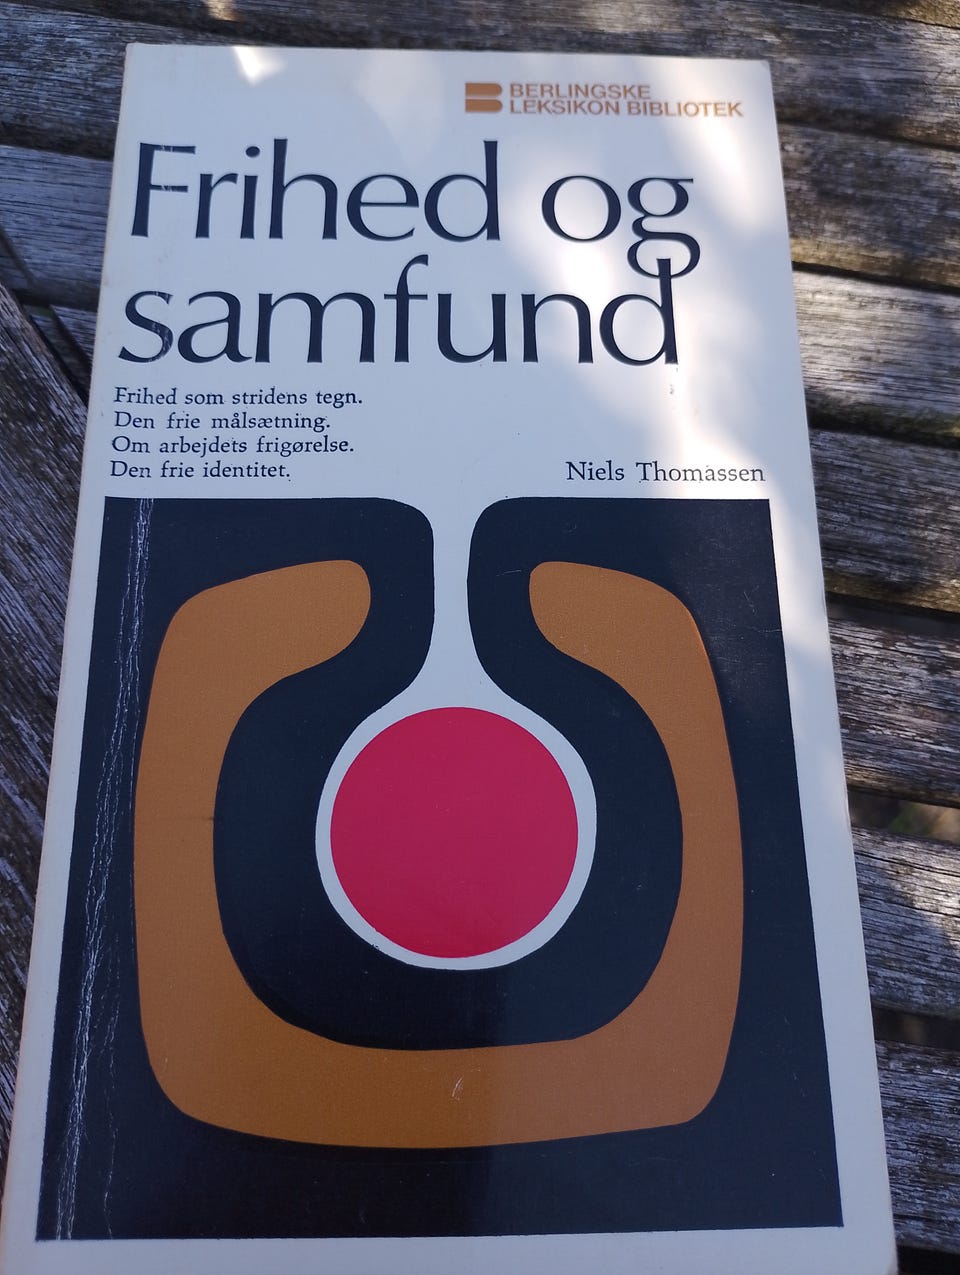 BERLINGSKE
LEKSIKON BIBLIOTEK
Frihed og
samfund
Frihed som stridens tegn.
Den frie målsætning.
Om arbejdets frigørelse.
Den frie identitet.
Niels Thomassen